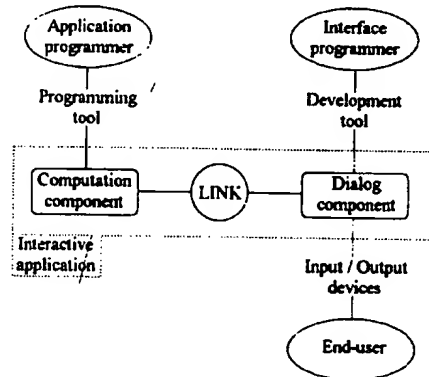 Application
programmer
Interface
programmer
Programming
tool
Development
tool
Computation
component
LINK
Dialog
component
Interactive
application
Input / Output
devices
End-user